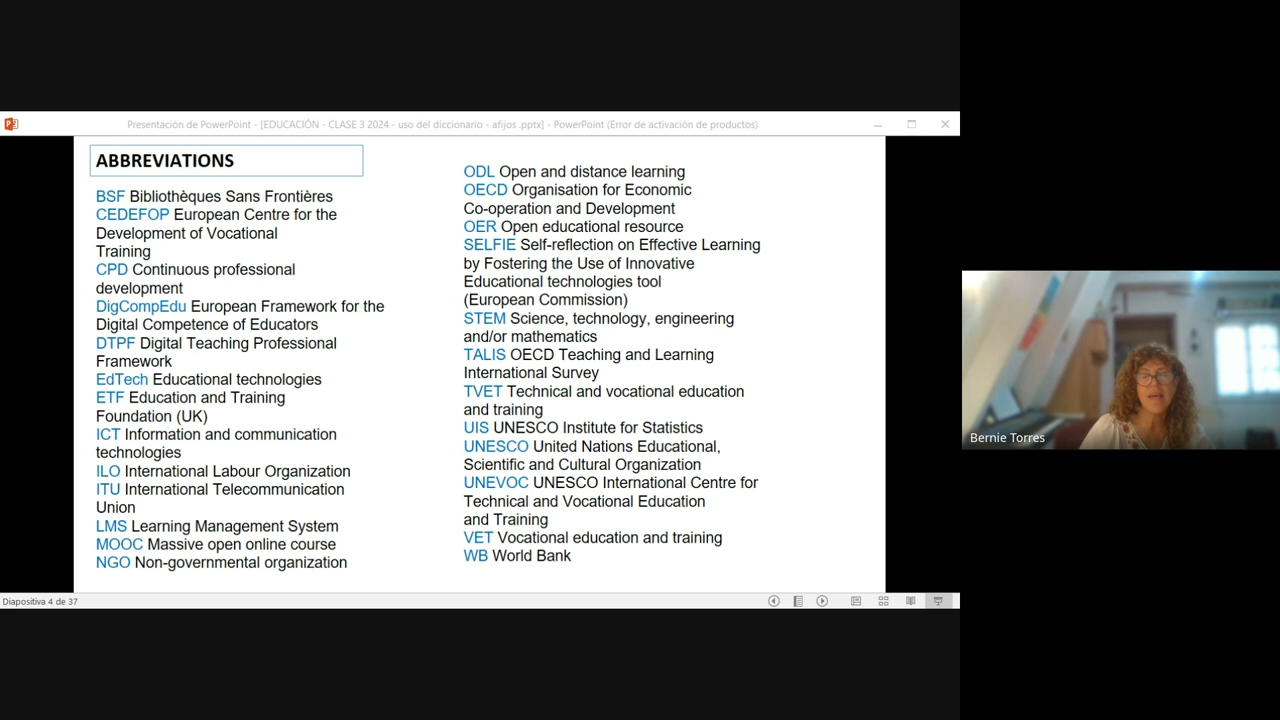 Presentación de PowerPoint - [EDUCACIÓN - CLASE 3 2024 - uso del diccionario - afijos .pptx] - PowerPoint (Error de activación de productos)
ABBREVIATIONS
BSF Bibliothèques Sans Frontières
CEDEFOP European Centre for the
Development of Vocational
Training
CPD Continuous professional
development
DigCompEdu European Framework for the
Digital Competence of Educators
DTPF Digital Teaching Professional
Framework
EdTech Educational technologies
ETF Education and Training
Foundation (UK)
ICT Information and communication
technologies
ILO International Labour Organization
ITU International Telecommunication
Union
LMS Learning Management System
MOOC Massive open online course
NGO Non-governmental organization
ODL Open and distance learning
OECD Organisation for Economic
Co-operation and Development
OER Open educational resource
SELFIE Self-reflection on Effective Learning
by Fostering the Use of Innovative
Educational technologies tool
(European Commission)
STEM Science, technology, engineering
and/or mathematics
TALIS OECD Teaching and Learning
International Survey
TVET Technical and vocational education
and training
UIS UNESCO Institute for Statistics
UNESCO United Nations Educational,
Scientific and Cultural Organization
UNEVOC UNESCO International Centre for
Technical and Vocational Education
and Training
VET Vocational education and training
WB World Bank
Diapositiva 4 de 37
Bernie Torres